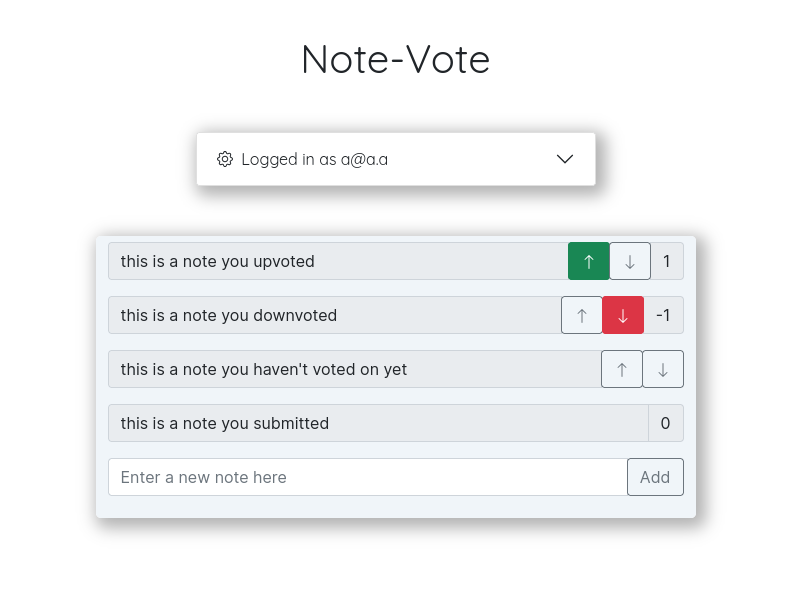 Note-Vote
Logged in as a@a.a
this is a note you upvoted ↑ ↓ 1
this is a note you downvoted ↑ ↓ -1
this is a note you haven't voted on yet ↑ ↓
this is a note you submitted 0
Enter a new note here Add